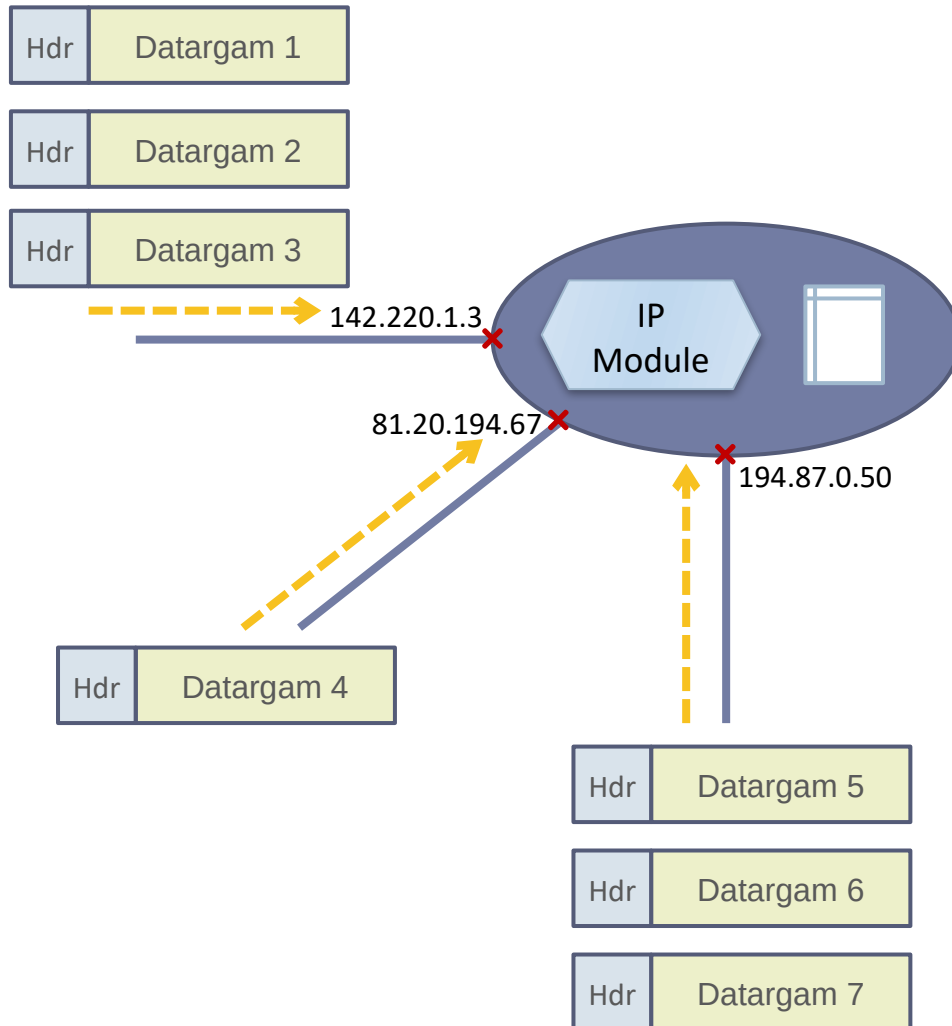 Hdr Datargam 1
Hdr Datargam 2
Hdr Datargam 3
142.220.1.3
IP
Module
81.20.194.67
194.87.0.50
Hdr Datargam 4
Hdr Datargam 5
Hdr Datargam 6
Hdr Datargam 7